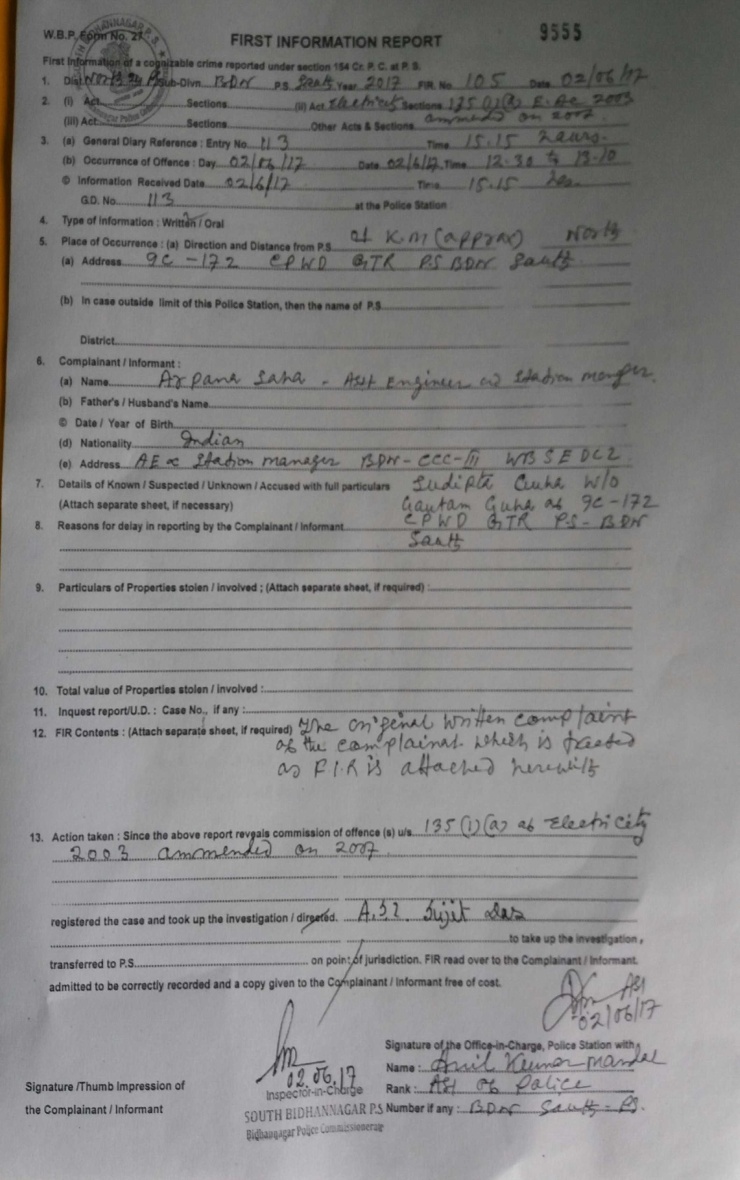 W.B.P. Form No. 27
9555
FIRST INFORMATION REPORT
First Information of a cognizable crime reported under section 154 Cr. P. C. at P. S.
1. Dist. North 24 Sub-Divn. BDN P.S. South Year 2017 FIR No. 105 Date 02/06/17
2. (i) Act Sections (ii) Act Electricity Sections 135 (1)(a) E. Ac 2003
(iii) Act Sections Other Acts & Sections ammended on 2007.
3. (a) General Diary Reference : Entry No. 113 Time 15.15 hours.
(b) Occurrence of Offence : Day 02/06/17 Date 02/6/17 Time 12.30 to 13.10
© Information Received Date 02/6/17 Time 15.15 hrs.
G.D. No. 113 at the Police Station
4. Type of Information : Written / Oral
5. Place of Occurrence : (a) Direction and Distance from P.S. KM (approx) North
(a) Address 9C -172 CPWD QTR PS BDN South
(b) In case outside limit of this Police Station, then the name of P.S
District
6. Complainant / Informant :
(a) Name Arpana Saha - Asst Engineer Station manager.
(b) Father's / Husband's Name
© Date / Year of Birth
(d) Nationality Indian
(e) Address AE Station manager BDN - CCC-III WBSEDCL
7. Details of Known / Suspected / Unknown / Accused with full particulars Sudipta Guha W/O
(Attach separate sheet, if necessary) Gautam Guha of 9C -172
8. Reasons for delay in reporting by the Complainant / Informant CPWD QTR PS - BDN
South
9. Particulars of Properties stolen / involved ; (Attach separate sheet, if required) :
10. Total value of Properties stolen / involved :
11. Inquest report/U.D. : Case No., if any :
12. FIR Contents : (Attach separate sheet, if required) The original written complaint
of the complainat which is treated
as F.I.R is attached herewith
13. Action taken : Since the above report reveals commission of offence (s) u/s. 135 (1) (a) of Electricity
2003 ammended on 2007
registered the case and took up the investigation / directed. A.S.I. Sujit Das
to take up the investigation,
transferred to P.S. on point of jurisdiction. FIR read over to the Complainant / Informant.
admitted to be correctly recorded and a copy given to the Complainant / Informant free of cost.
ASI
02/06/17
Signature of the Office-in-Charge, Police Station with
02.06.17
Name : Anil Kumar Mandal
Inspector-in-Charge
Rank : ASI of Police
SOUTH BIDHANNAGAR P.S
Number if any : BDN South - PS.
Bidhannagar Police Commissionerate
Signature /Thumb Impression of
the Complainant / Informant